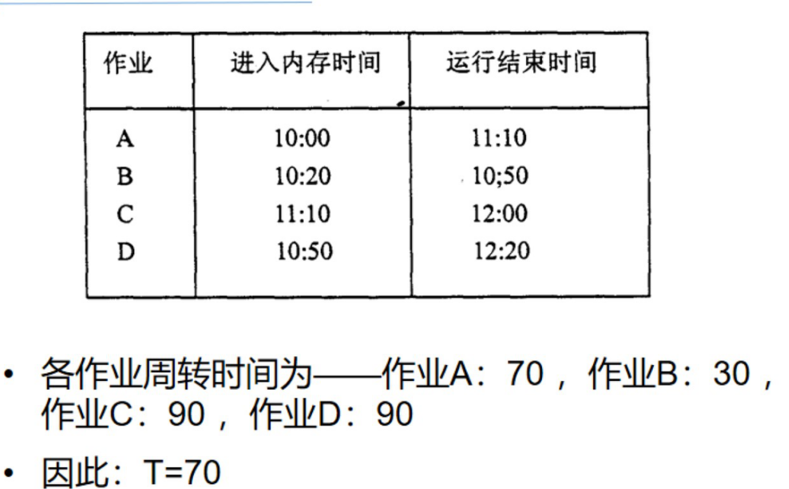 作业 进入内存时间 运行结束时间
A 10:00 11:10
B 10:20 10;50
C 11:10 12:00
D 10:50 12:20
• 各作业周转时间为——作业A：70 ，作业B：30 ，
作业C：90 ，作业D：90
• 因此：T=70